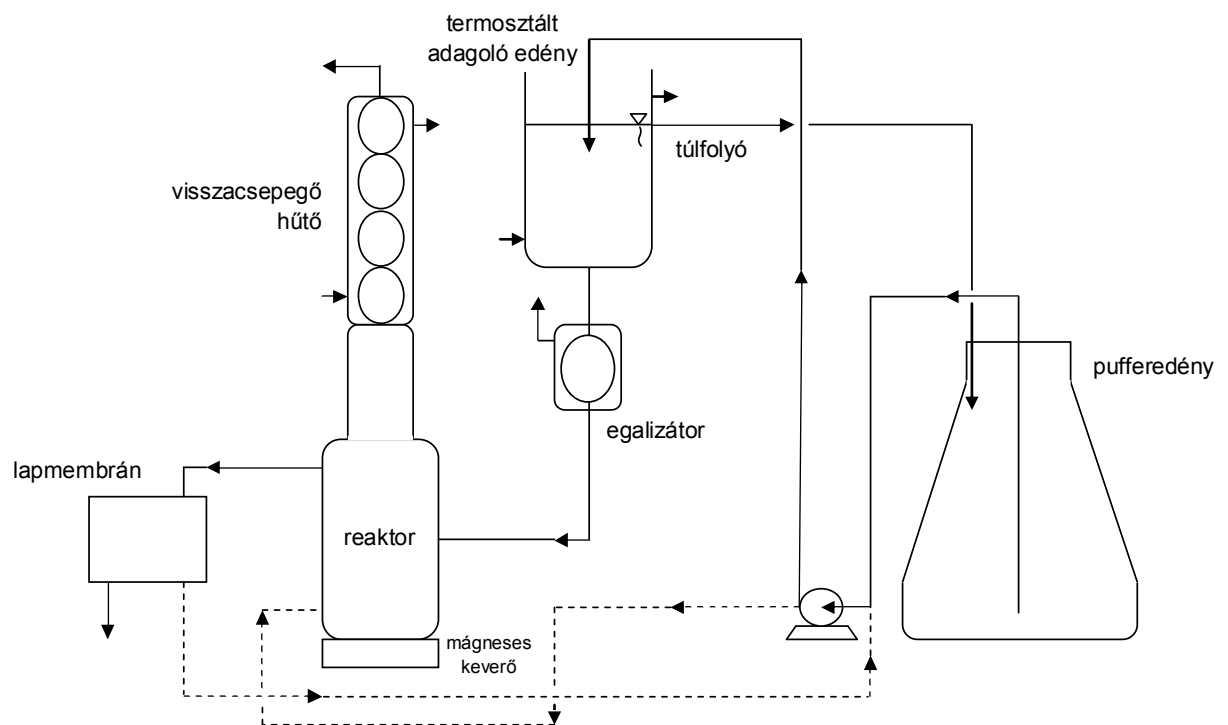 termosztált
adagoló edény
túlfolyó
visszacsepegő
hűtő
pufferedény
egalizátor
lapmembrán
reaktor
mágneses
keverő